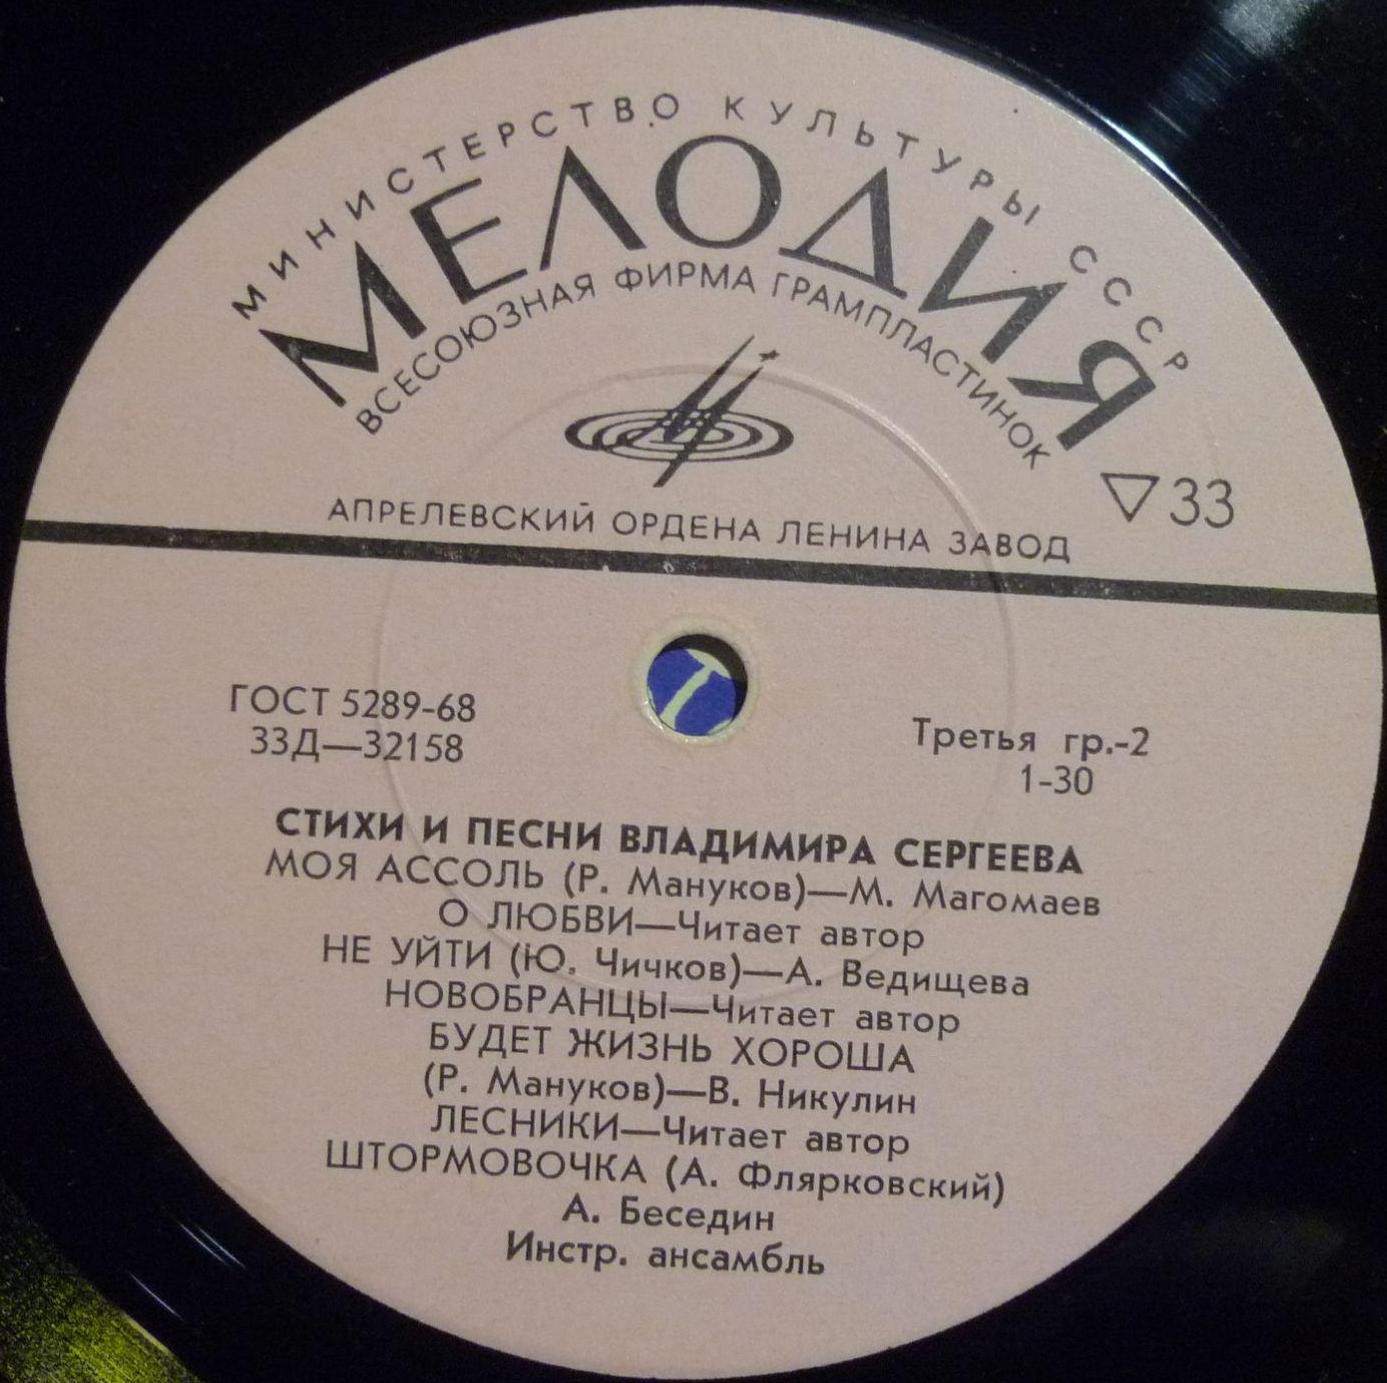 МИНИСТЕРСТВО КУЛЬТУРЫ СССР
МЕЛОДИЯ
ВСЕСОЮЗНАЯ ФИРМА ГРАМПЛАСТИНОК
33
АПРЕЛЕВСКИЙ ОРДЕНА ЛЕНИНА ЗАВОД
ГОСТ 5289-68
33Д—32158
Третья гр.-2
1-30
СТИХИ И ПЕСНИ ВЛАДИМИРА СЕРГЕЕВА
МОЯ АССОЛЬ (Р. Мануков)—М. Магомаев
О ЛЮБВИ—Читает автор
НЕ УЙТИ (Ю. Чичков)—А. Ведищева
НОВОБРАНЦЫ—Читает автор
БУДЕТ ЖИЗНЬ ХОРОША
(Р. Мануков)—В. Никулин
ЛЕСНИКИ—Читает автор
ШТОРМОВОЧКА (А. Флярковский)
А. Беседин
Инстр. ансамбль